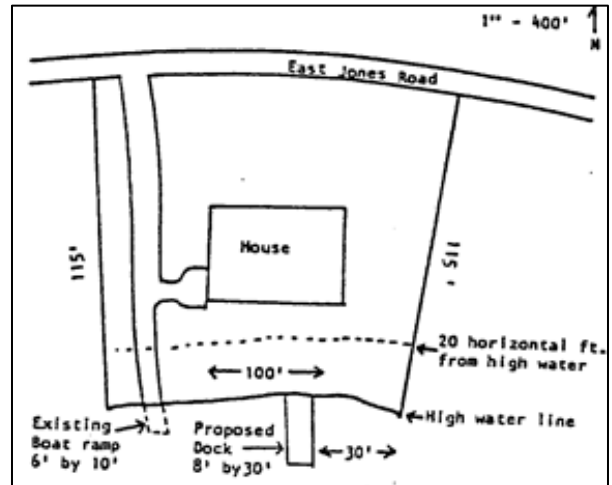 1" - 400'
N
East Jones Road
House
115'
115'
20 horizontal ft.
from high water
100'
High water line
Existing
Boat ramp
6' by 10'
Proposed
Dock
8' by 30'
30'